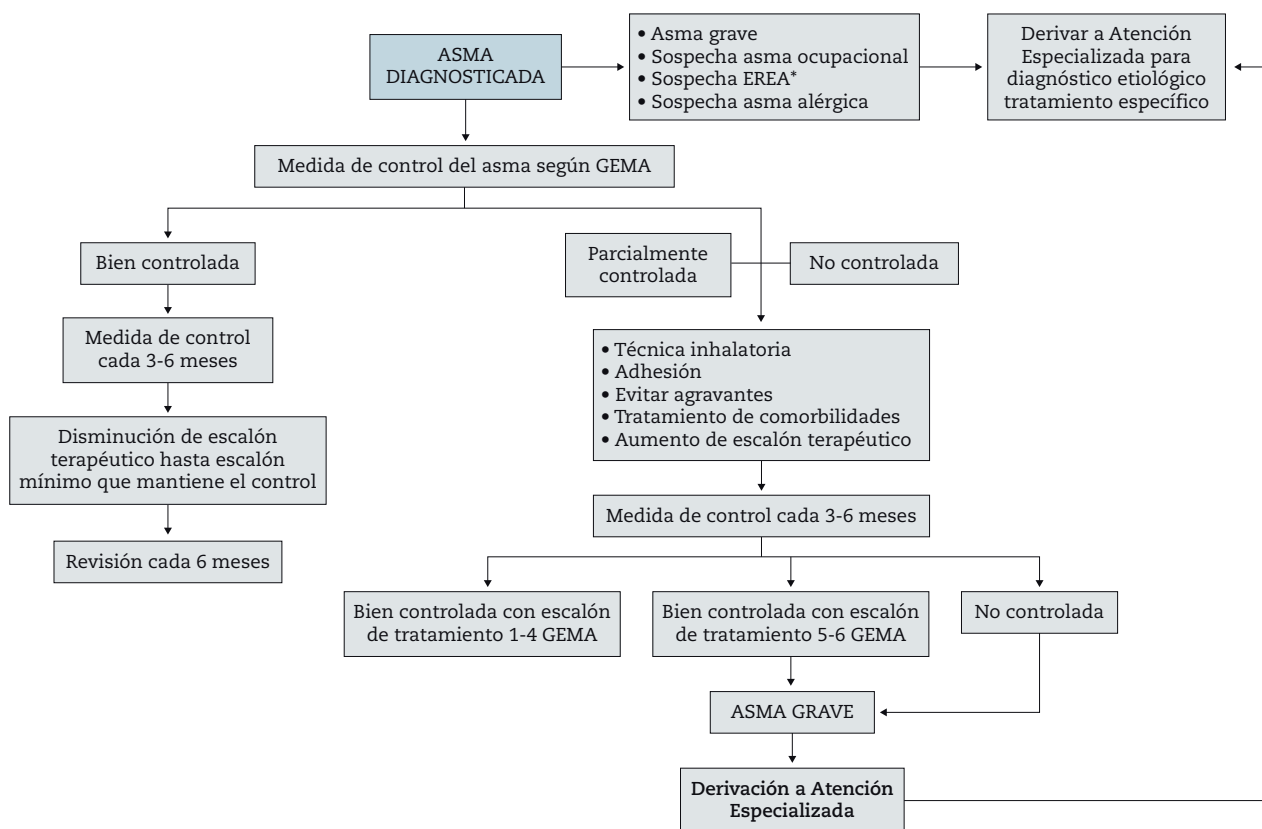 ASMA
DIAGNOSTICADA
• Asma grave
• Sospecha asma ocupacional
• Sospecha EREA*
• Sospecha asma alérgica
Derivar a Atención
Especializada para
diagnóstico etiológico
tratamiento específico
Medida de control del asma según GEMA
Bien controlada
Parcialmente
controlada
No controlada
Medida de control
cada 3-6 meses
• Técnica inhalatoria
• Adhesión
• Evitar agravantes
• Tratamiento de comorbilidades
• Aumento de escalón terapéutico
Disminución de escalón
terapéutico hasta escalón
mínimo que mantiene el control
Medida de control cada 3-6 meses
Revisión cada 6 meses
Bien controlada con escalón
de tratamiento 1-4 GEMA
Bien controlada con escalón
de tratamiento 5-6 GEMA
No controlada
ASMA GRAVE
Derivación a Atención
Especializada